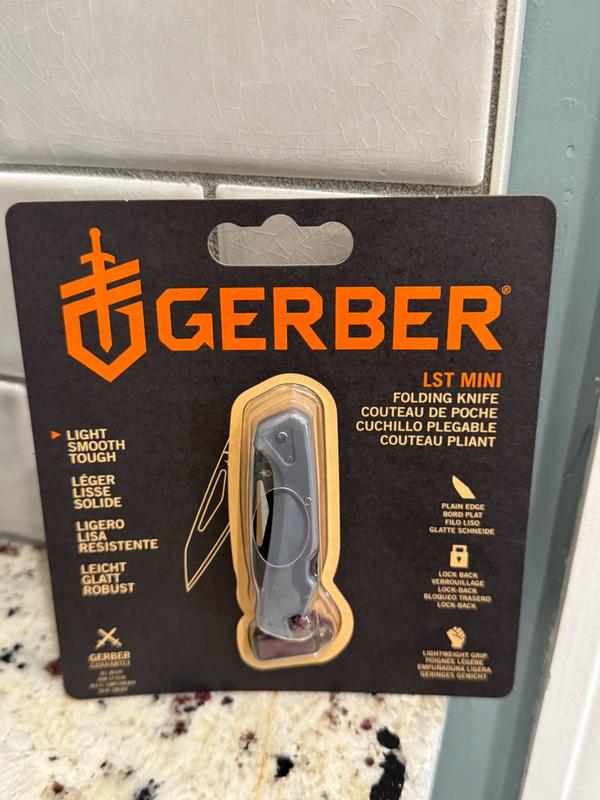 GERBER®
LST MINI
FOLDING KNIFE
COUTEAU DE POCHE
CUCHILLO PLEGABLE
COUTEAU PLIANT
LIGHT
SMOOTH
TOUGH
LÉGER
LISSE
SOLIDE
LIGERO
LISA
RESISTENTE
LEICHT
GLATT
ROBUST
PLAIN EDGE
BORD PLAT
FILO LISO
GLATTE SCHNEIDE
LOCK BACK
VERROUILLAGE
LOCK-BACK
BLOQUEO TRASERO
LOCK-BACK
LIGHTWEIGHT GRIP
POIGNÉE LÉGÈRE
EMPUÑADURA LIGERA
GERINGES GEWICHT
GERBER
GUARANTEE